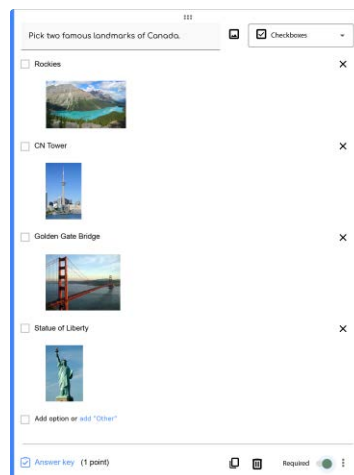 Pick two famous landmarks of Canada.
Checkboxes
Rockies
CN Tower
Golden Gate Bridge
Statue of Liberty
Add option or add "Other"
Answer key (1 point)
Required